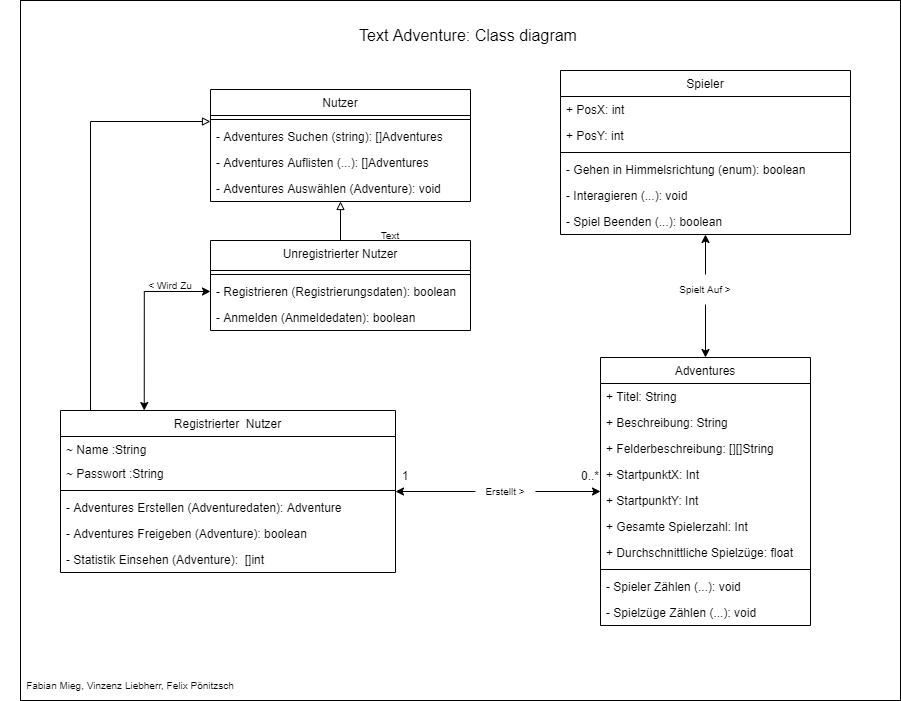 Text Adventure: Class diagram
Nutzer
- Adventures Suchen (string): []Adventures
- Adventures Auflisten (...): []Adventures
- Adventures Auswählen (Adventure): void
Spieler
+ PosX: int
+ PosY: int
- Gehen in Himmelsrichtung (enum): boolean
- Interagieren (...): void
- Spiel Beenden (...): boolean
Text
Unregistrierter Nutzer
- Registrieren (Registrierungsdaten): boolean
- Anmelden (Anmeldedaten): boolean
< Wird Zu
Spielt Auf >
Registrierter Nutzer
~ Name :String
~ Passwort :String
- Adventures Erstellen (Adventuredaten): Adventure
- Adventures Freigeben (Adventure): boolean
- Statistik Einsehen (Adventure): []int
1
Erstellt >
0..*
Adventures
+ Titel: String
+ Beschreibung: String
+ Felderbeschreibung: [][]String
+ StartpunktX: Int
+ StartpunktY: Int
+ Gesamte Spielerzahl: Int
+ Durchschnittliche Spielzüge: float
- Spieler Zählen (...): void
- Spielzüge Zählen (...): void
Fabian Mieg, Vinzenz Liebherr, Felix Pönitzsch